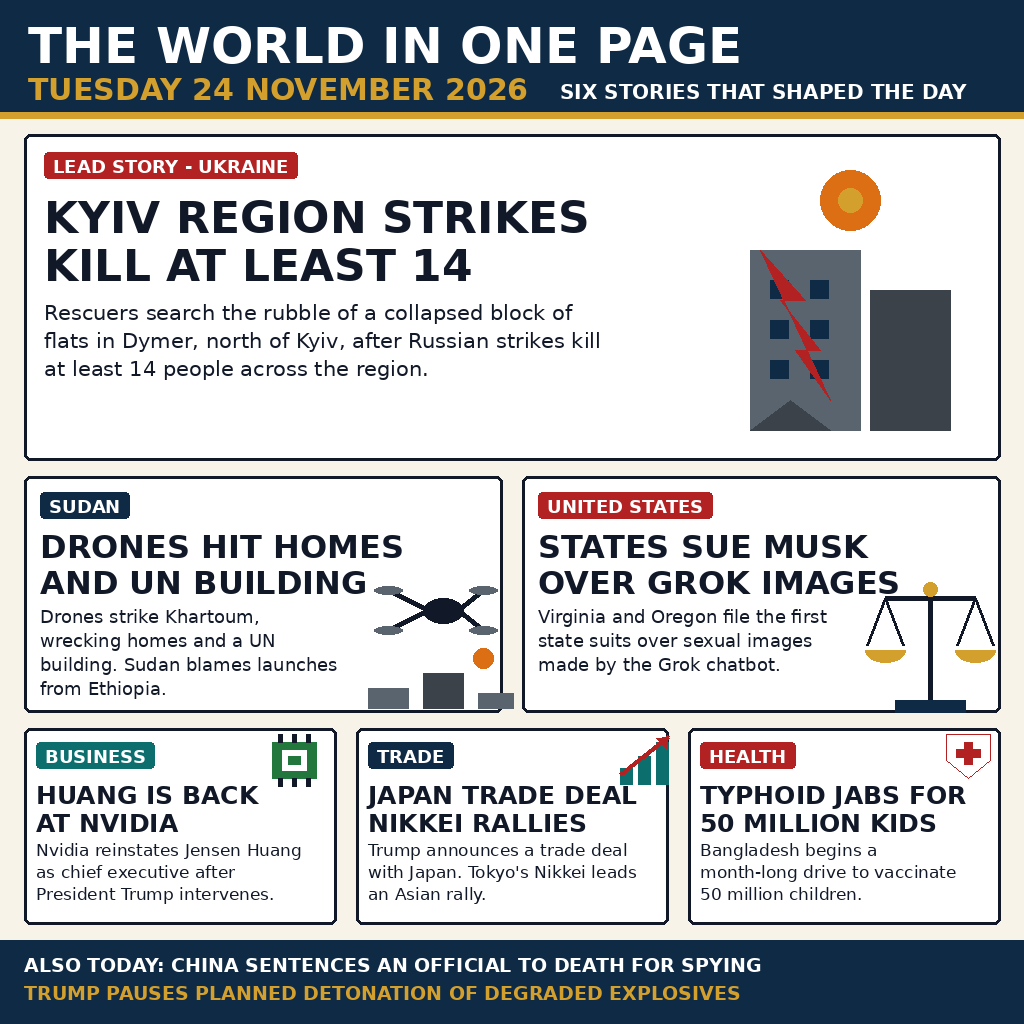 THE WORLD IN ONE PAGE
TUESDAY 24 NOVEMBER 2026 SIX STORIES THAT SHAPED THE DAY
LEAD STORY - UKRAINE
KYIV REGION STRIKES
KILL AT LEAST 14
Rescuers search the rubble of a collapsed block of
flats in Dymer, north of Kyiv, after Russian strikes kill
at least 14 people across the region.
SUDAN
DRONES HIT HOMES
AND UN BUILDING
Drones strike Khartoum,
wrecking homes and a UN
building. Sudan blames launches
from Ethiopia.
UNITED STATES
STATES SUE MUSK
OVER GROK IMAGES
Virginia and Oregon file the first
state suits over sexual images
made by the Grok chatbot.
BUSINESS
HUANG IS BACK
AT NVIDIA
Nvidia reinstates Jensen Huang
as chief executive after
President Trump intervenes.
TRADE
JAPAN TRADE DEAL
NIKKEI RALLIES
Trump announces a trade deal
with Japan. Tokyo's Nikkei leads
an Asian rally.
HEALTH
TYPHOID JABS FOR
50 MILLION KIDS
Bangladesh begins a
month-long drive to vaccinate
50 million children.
ALSO TODAY: CHINA SENTENCES AN OFFICIAL TO DEATH FOR SPYING
TRUMP PAUSES PLANNED DETONATION OF DEGRADED EXPLOSIVES